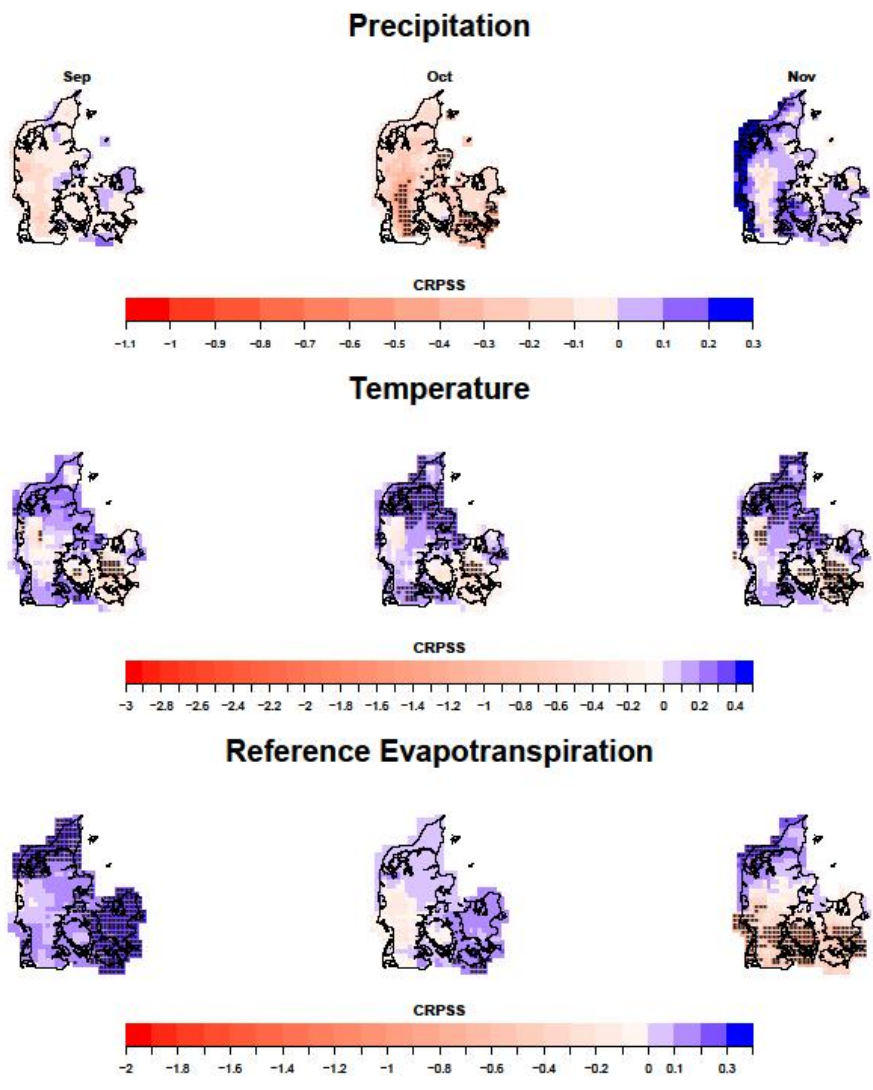 Precipitation
Sep Oct Nov
CRPSS
−1.1 −1 −0.9 −0.8 −0.7 −0.6 −0.5 −0.4 −0.3 −0.2 −0.1 0 0.1 0.2 0.3
Temperature
CRPSS
−3 −2.8 −2.6 −2.4 −2.2 −2 −1.8 −1.6 −1.4 −1.2 −1 −0.8 −0.6 −0.4 −0.2 0 0.2 0.4
Reference Evapotranspiration
CRPSS
−2 −1.8 −1.6 −1.4 −1.2 −1 −0.8 −0.6 −0.4 −0.2 0 0.1 0.3